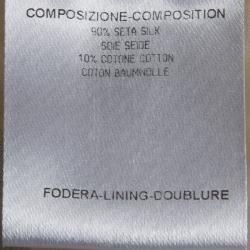 COMPOSIZIONE-COMPOSITION
90% SETA SILK
SOIE SEIDE
10% COTONE COTTON
COTON BAUMWOLLE
FODERA-LINING-DOUBLURE